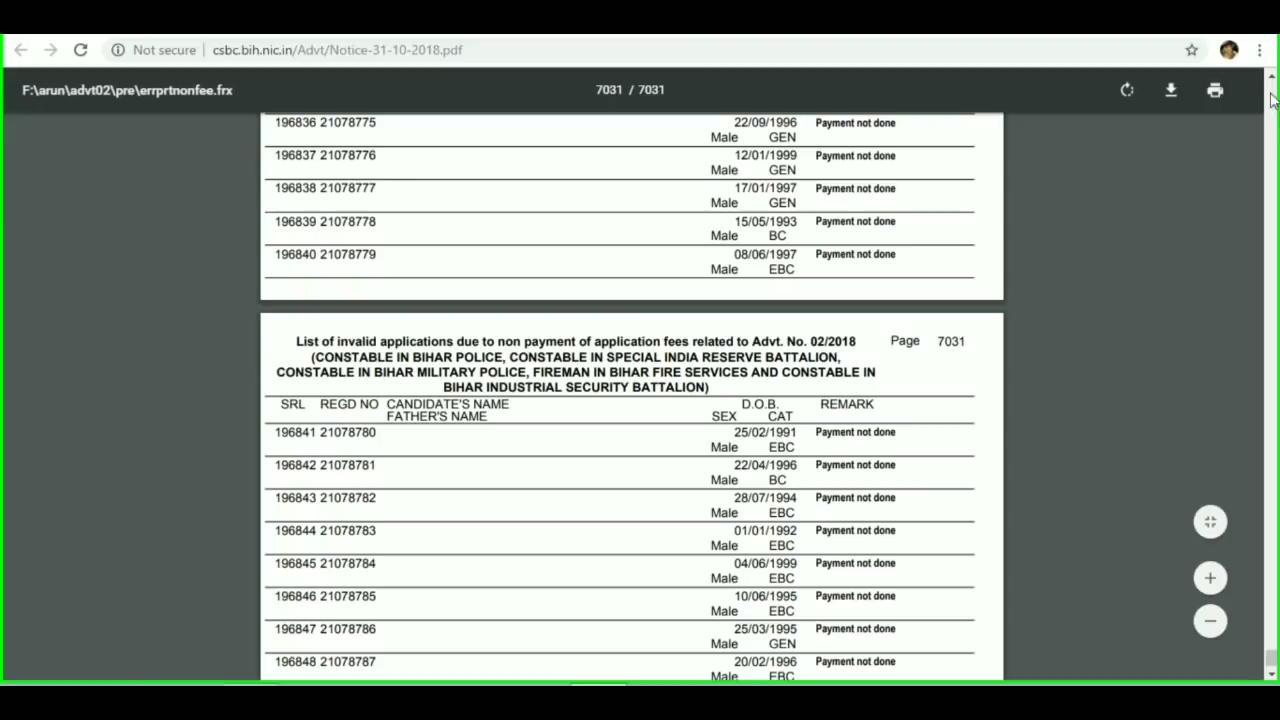 Not secure | csbc.bih.nic.in/Advt/Notice-31-10-2018.pdf
F:\arun\advt02\pre\errprtnonfee.frx 7031 / 7031
196836 21078775 22/09/1996 Payment not done
Male GEN
196837 21078776 12/01/1999 Payment not done
Male GEN
196838 21078777 17/01/1997 Payment not done
Male GEN
196839 21078778 15/05/1993 Payment not done
Male BC
196840 21078779 08/06/1997 Payment not done
Male EBC
List of invalid applications due to non payment of application fees related to Advt. No. 02/2018 Page 7031
(CONSTABLE IN BIHAR POLICE, CONSTABLE IN SPECIAL INDIA RESERVE BATTALION,
CONSTABLE IN BIHAR MILITARY POLICE, FIREMAN IN BIHAR FIRE SERVICES AND CONSTABLE IN
BIHAR INDUSTRIAL SECURITY BATTALION)
SRL REGD NO CANDIDATE'S NAME D.O.B. REMARK
FATHER'S NAME SEX CAT
196841 21078780 25/02/1991 Payment not done
Male EBC
196842 21078781 22/04/1996 Payment not done
Male BC
196843 21078782 28/07/1994 Payment not done
Male EBC
196844 21078783 01/01/1992 Payment not done
Male EBC
196845 21078784 04/06/1999 Payment not done
Male EBC
196846 21078785 10/06/1995 Payment not done
Male EBC
196847 21078786 25/03/1995 Payment not done
Male GEN
196848 21078787 20/02/1996 Payment not done
Male EBC